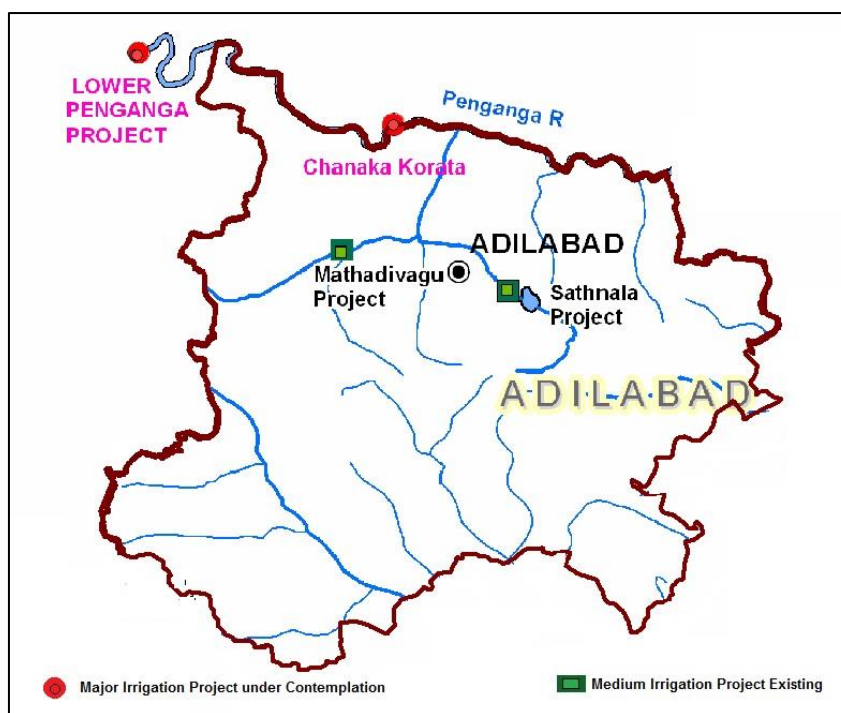 LOWER
PENGANGA
PROJECT
Penganga R
Chanaka Korata
ADILABAD
Mathadivagu
Project
Sathnala
Project
ADILABAD
Major Irrigation Project under Contemplation
Medium Irrigation Project Existing